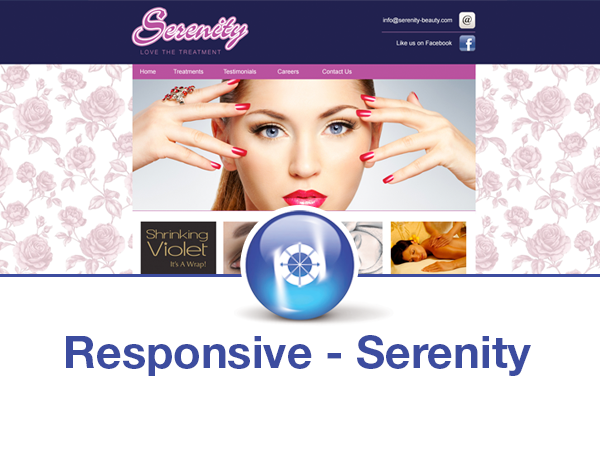 Serenity
LOVE THE TREATMENT
info@serenity-beauty.com @
Like us on Facebook f
Home Treatments Testimonials Careers Contact Us
Shrinking
Violet
It's A Wrap!
Responsive - Serenity